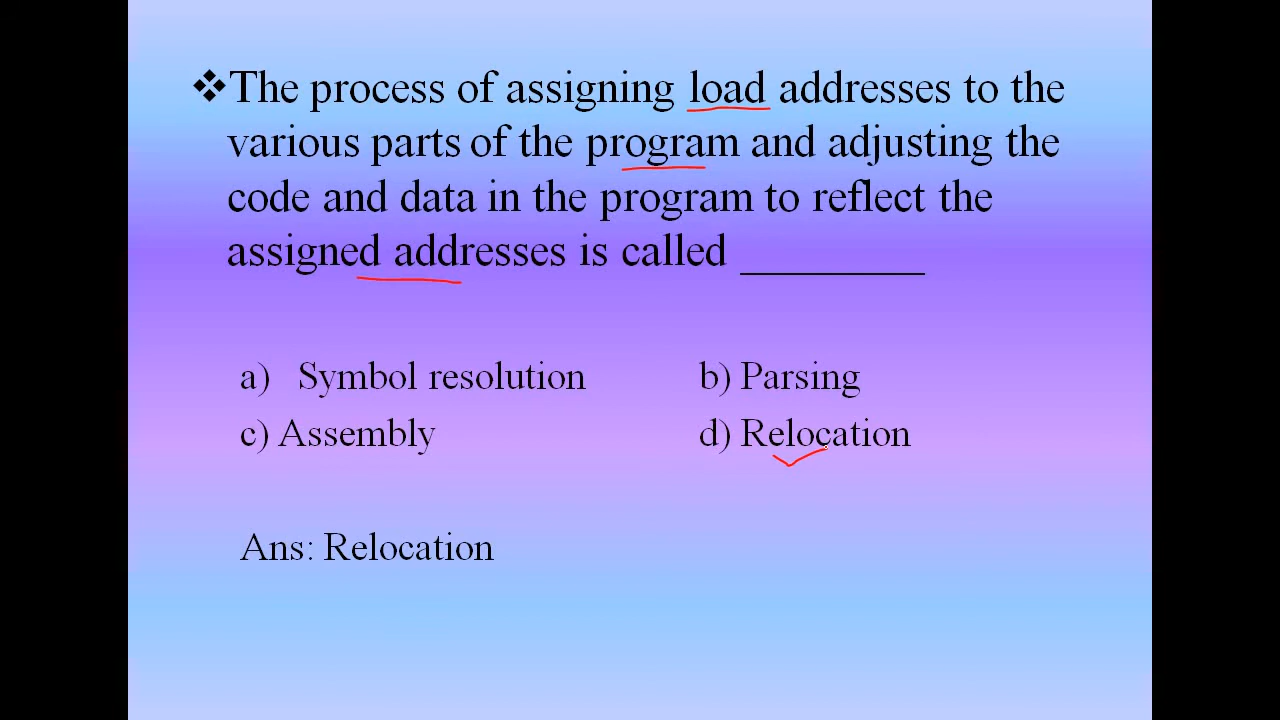 ❖The process of assigning load addresses to the
various parts of the program and adjusting the
code and data in the program to reflect the
assigned addresses is called _________
a) Symbol resolution b) Parsing
c) Assembly d) Relocation
Ans: Relocation